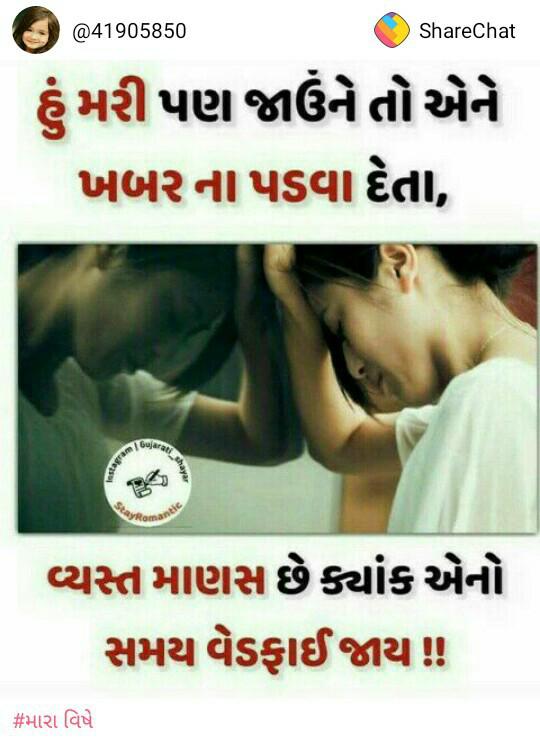 @41905850
ShareChat
હું મરી પણ જાઉંને તો એને
ખબર ના પડવા દેતા,
Instagram | Gujarati_shayar
StayRomantic
વ્યસ્ત માણસ છે ક્યાંક એનો
સમય વેડફાઈ જાય !!
#મારા વિષે